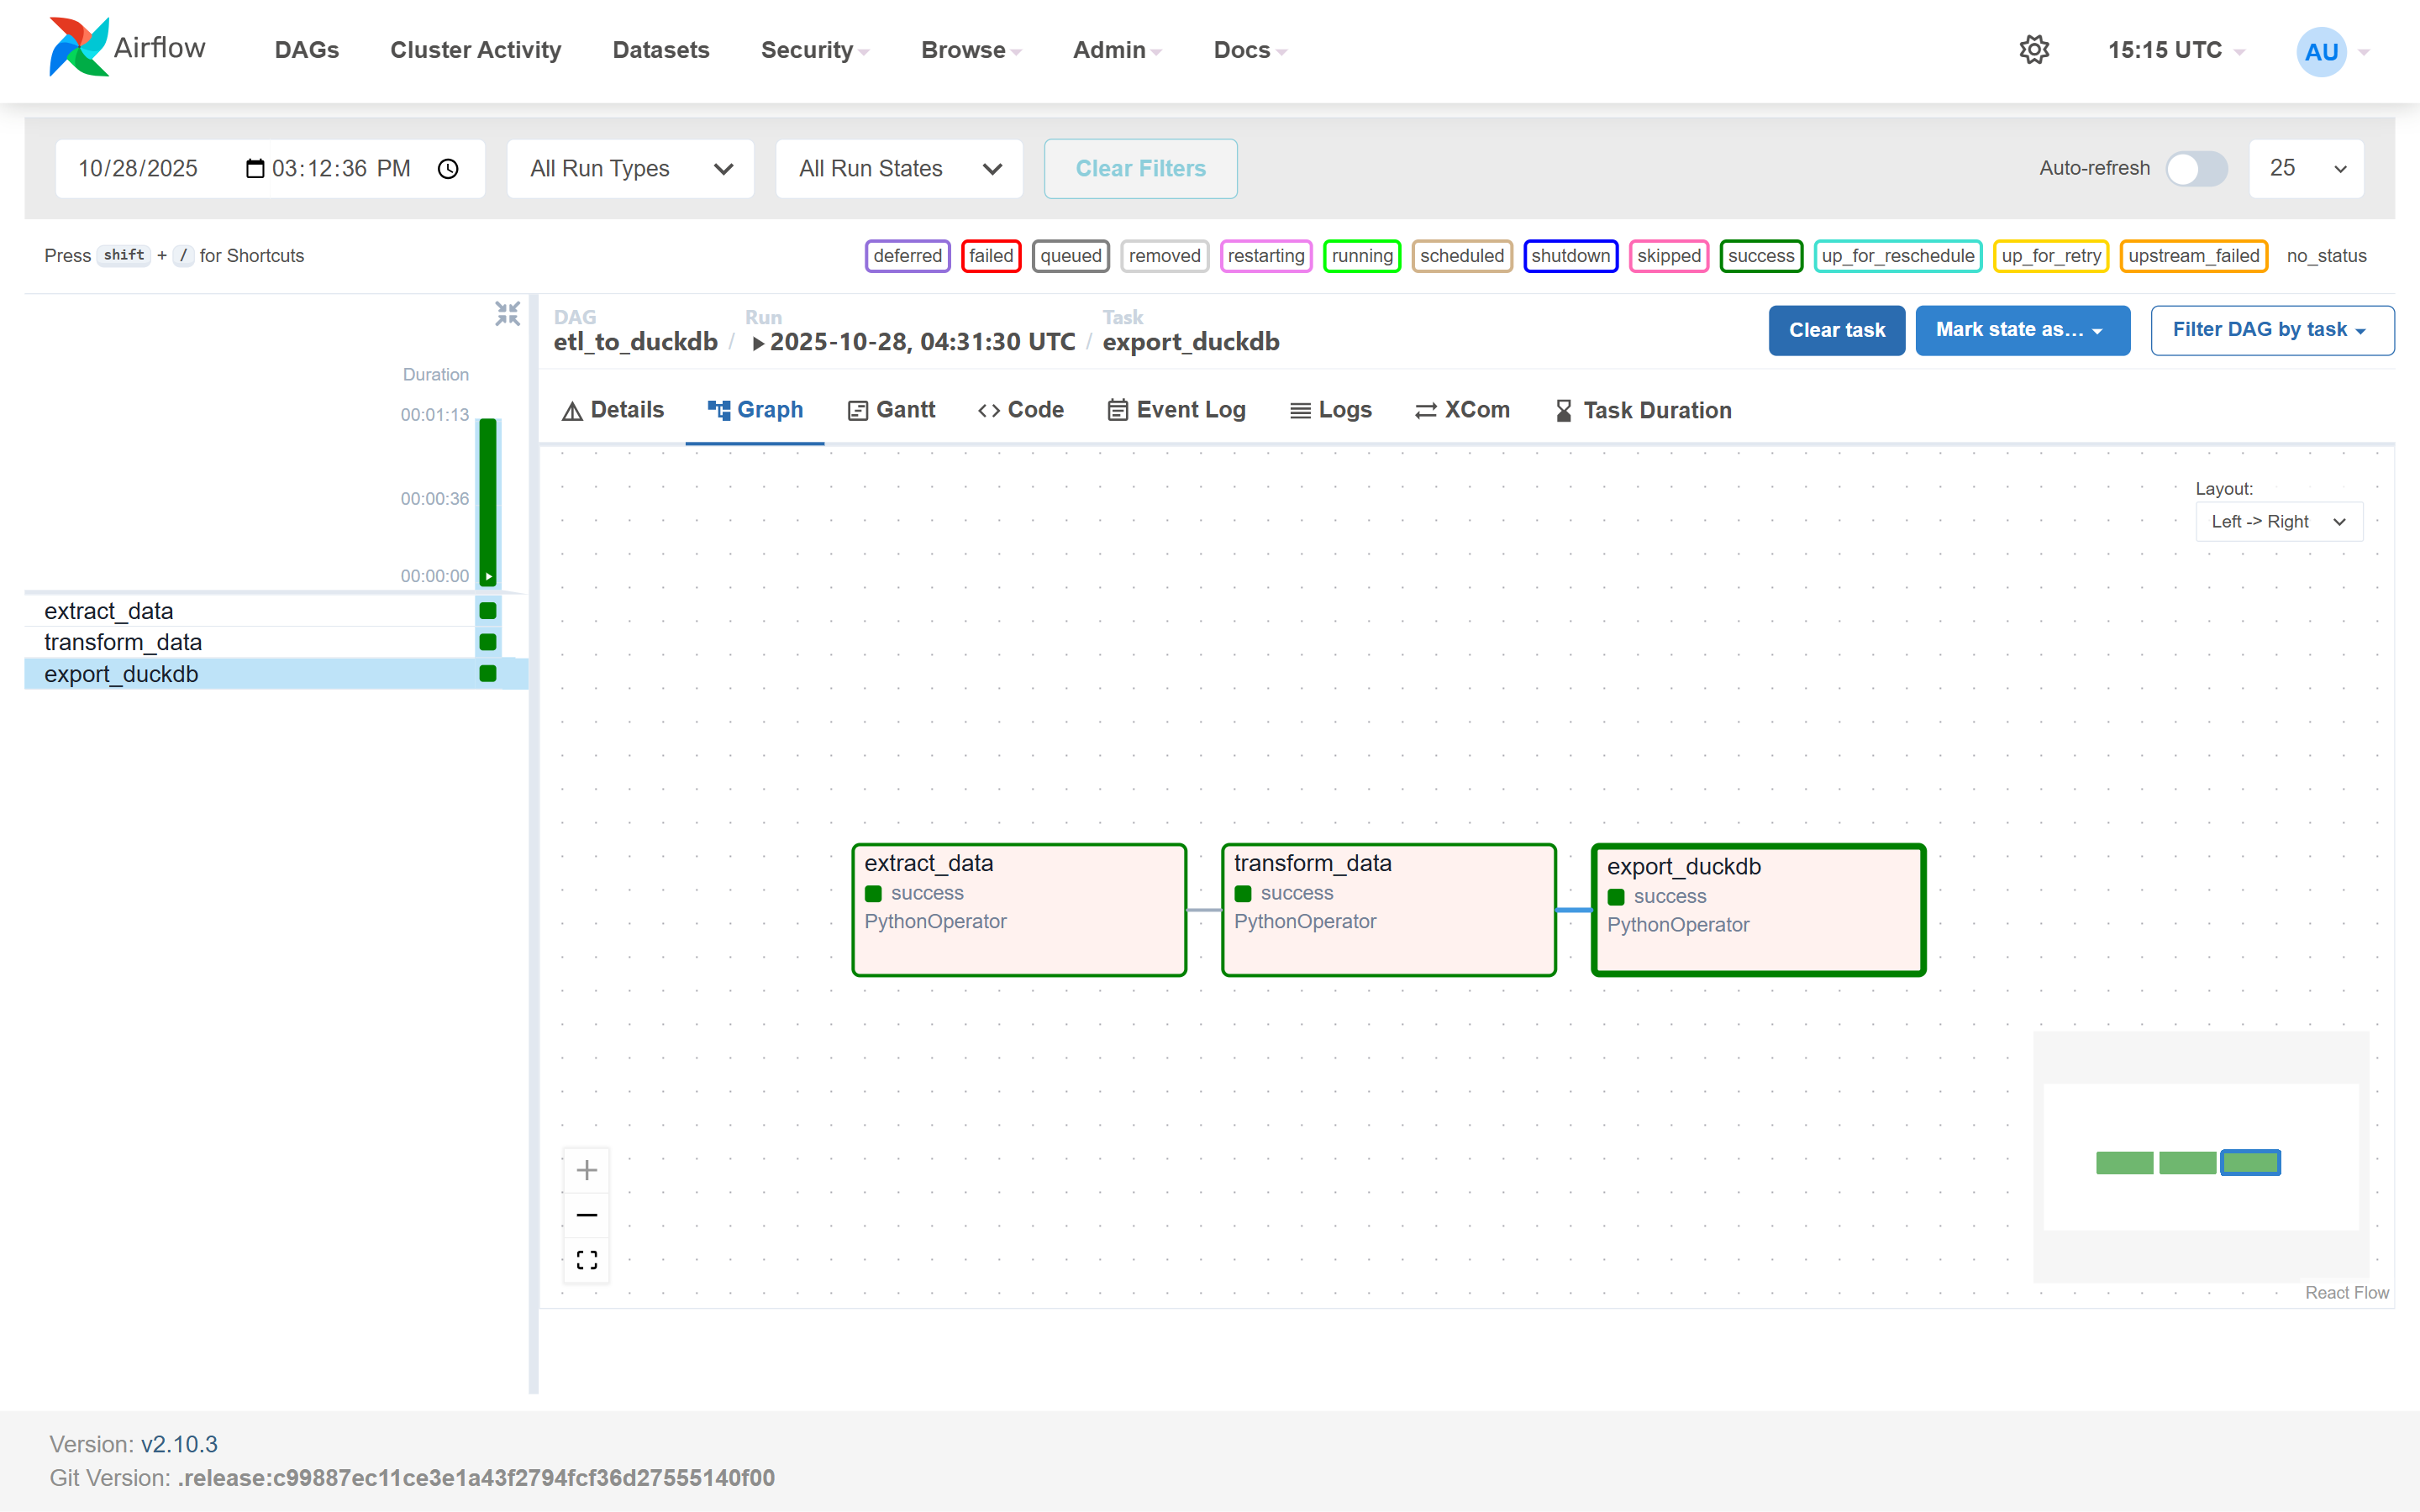 Airflow DAGs Cluster Activity Datasets Security Browse Admin Docs 15:15 UTC AU
10/28/2025 03:12:36 PM All Run Types All Run States Clear Filters Auto-refresh 25
Press shift + / for Shortcuts deferred failed queued removed restarting running scheduled shutdown skipped success up_for_reschedule up_for_retry upstream_failed no_status
Duration
00:01:13
00:00:36
00:00:00
extract_data
transform_data
export_duckdb
DAG Run Task
etl_to_duckdb / 2025-10-28, 04:31:30 UTC / export_duckdb
Clear task Mark state as... Filter DAG by task
Details Graph Gantt Code Event Log Logs XCom Task Duration
Layout:
Left -> Right
extract_data
success
PythonOperator
transform_data
success
PythonOperator
export_duckdb
success
PythonOperator
React Flow
Version: v2.10.3
Git Version: .release:c99887ec11ce3e1a43f2794fcf36d27555140f00